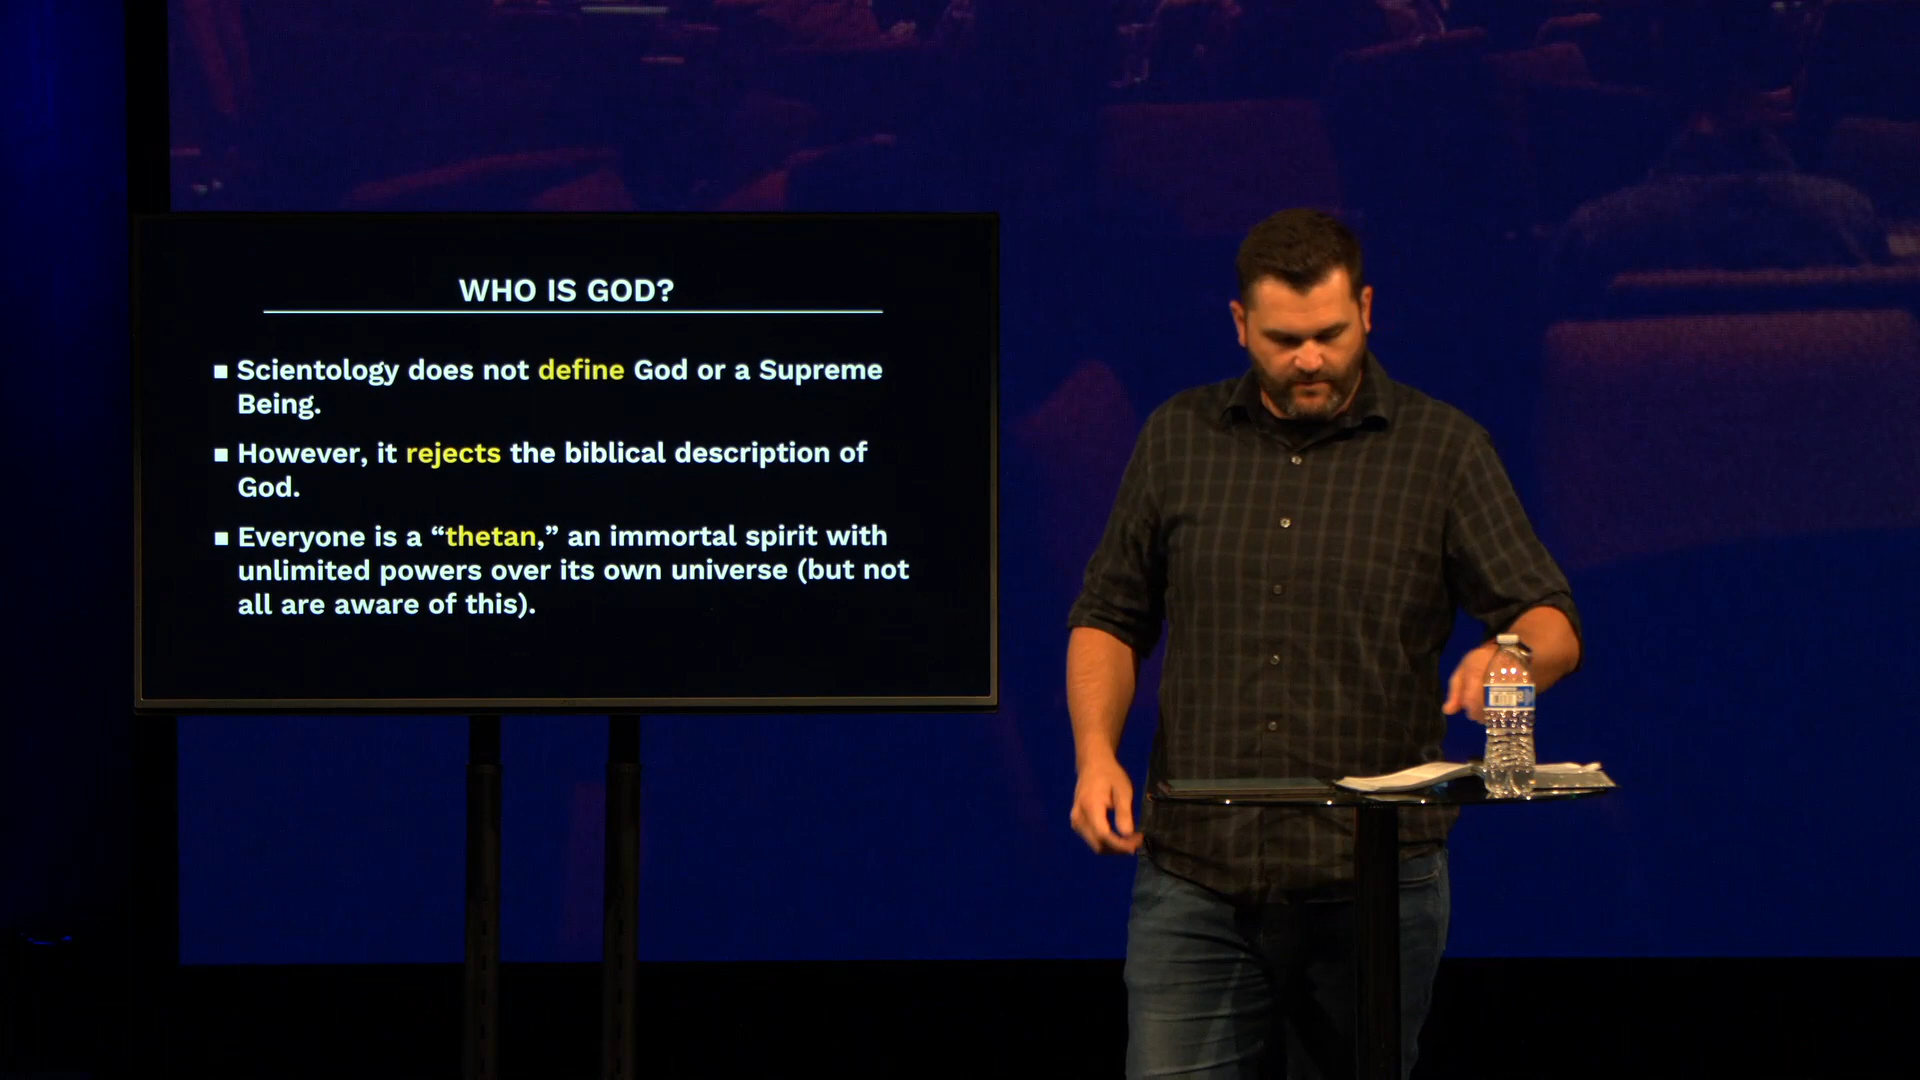 WHO IS GOD?
■ Scientology does not define God or a Supreme
Being.
■ However, it rejects the biblical description of
God.
■ Everyone is a “thetan,” an immortal spirit with
unlimited powers over its own universe (but not
all are aware of this).